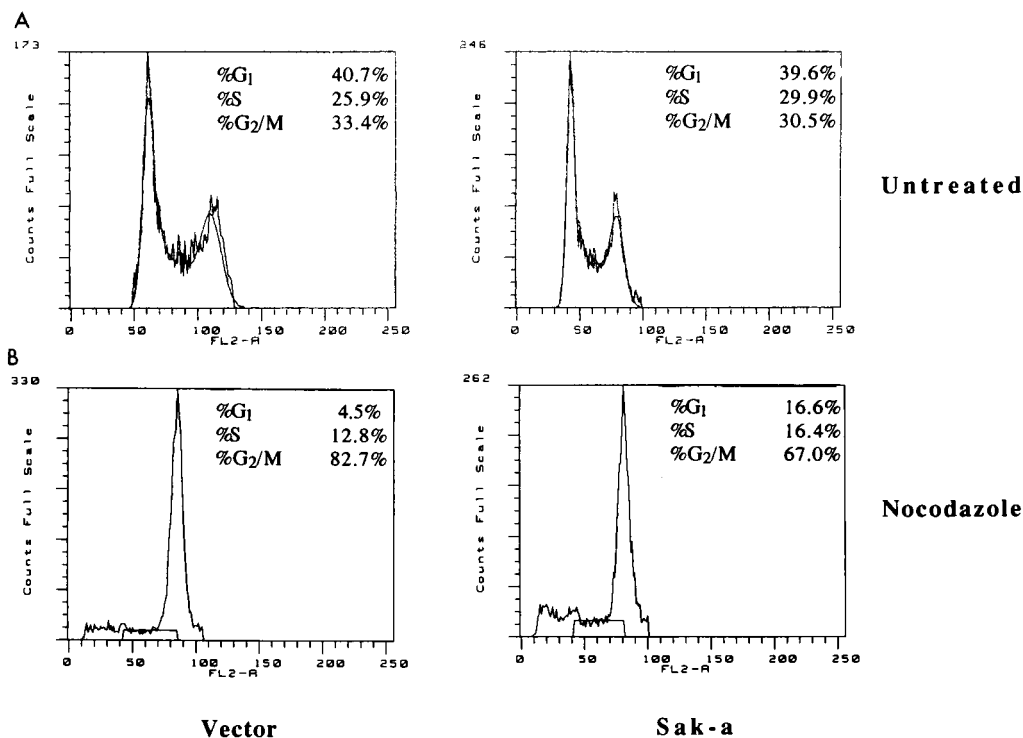 A
173
%G1 40.7%
%S 25.9%
%G2/M 33.4%
Counts Full Scale
0 50 100 150 200 250
FL2-A
246
%G1 39.6%
%S 29.9%
%G2/M 30.5%
Counts Full Scale
0 50 100 150 200 250
FL2-A
Untreated
B
330
%G1 4.5%
%S 12.8%
%G2/M 82.7%
Counts Full Scale
0 50 100 150 200 250
FL2-A
262
%G1 16.6%
%S 16.4%
%G2/M 67.0%
Counts Full Scale
0 50 100 150 200 250
FL2-A
Nocodazole
Vector
Sak-a